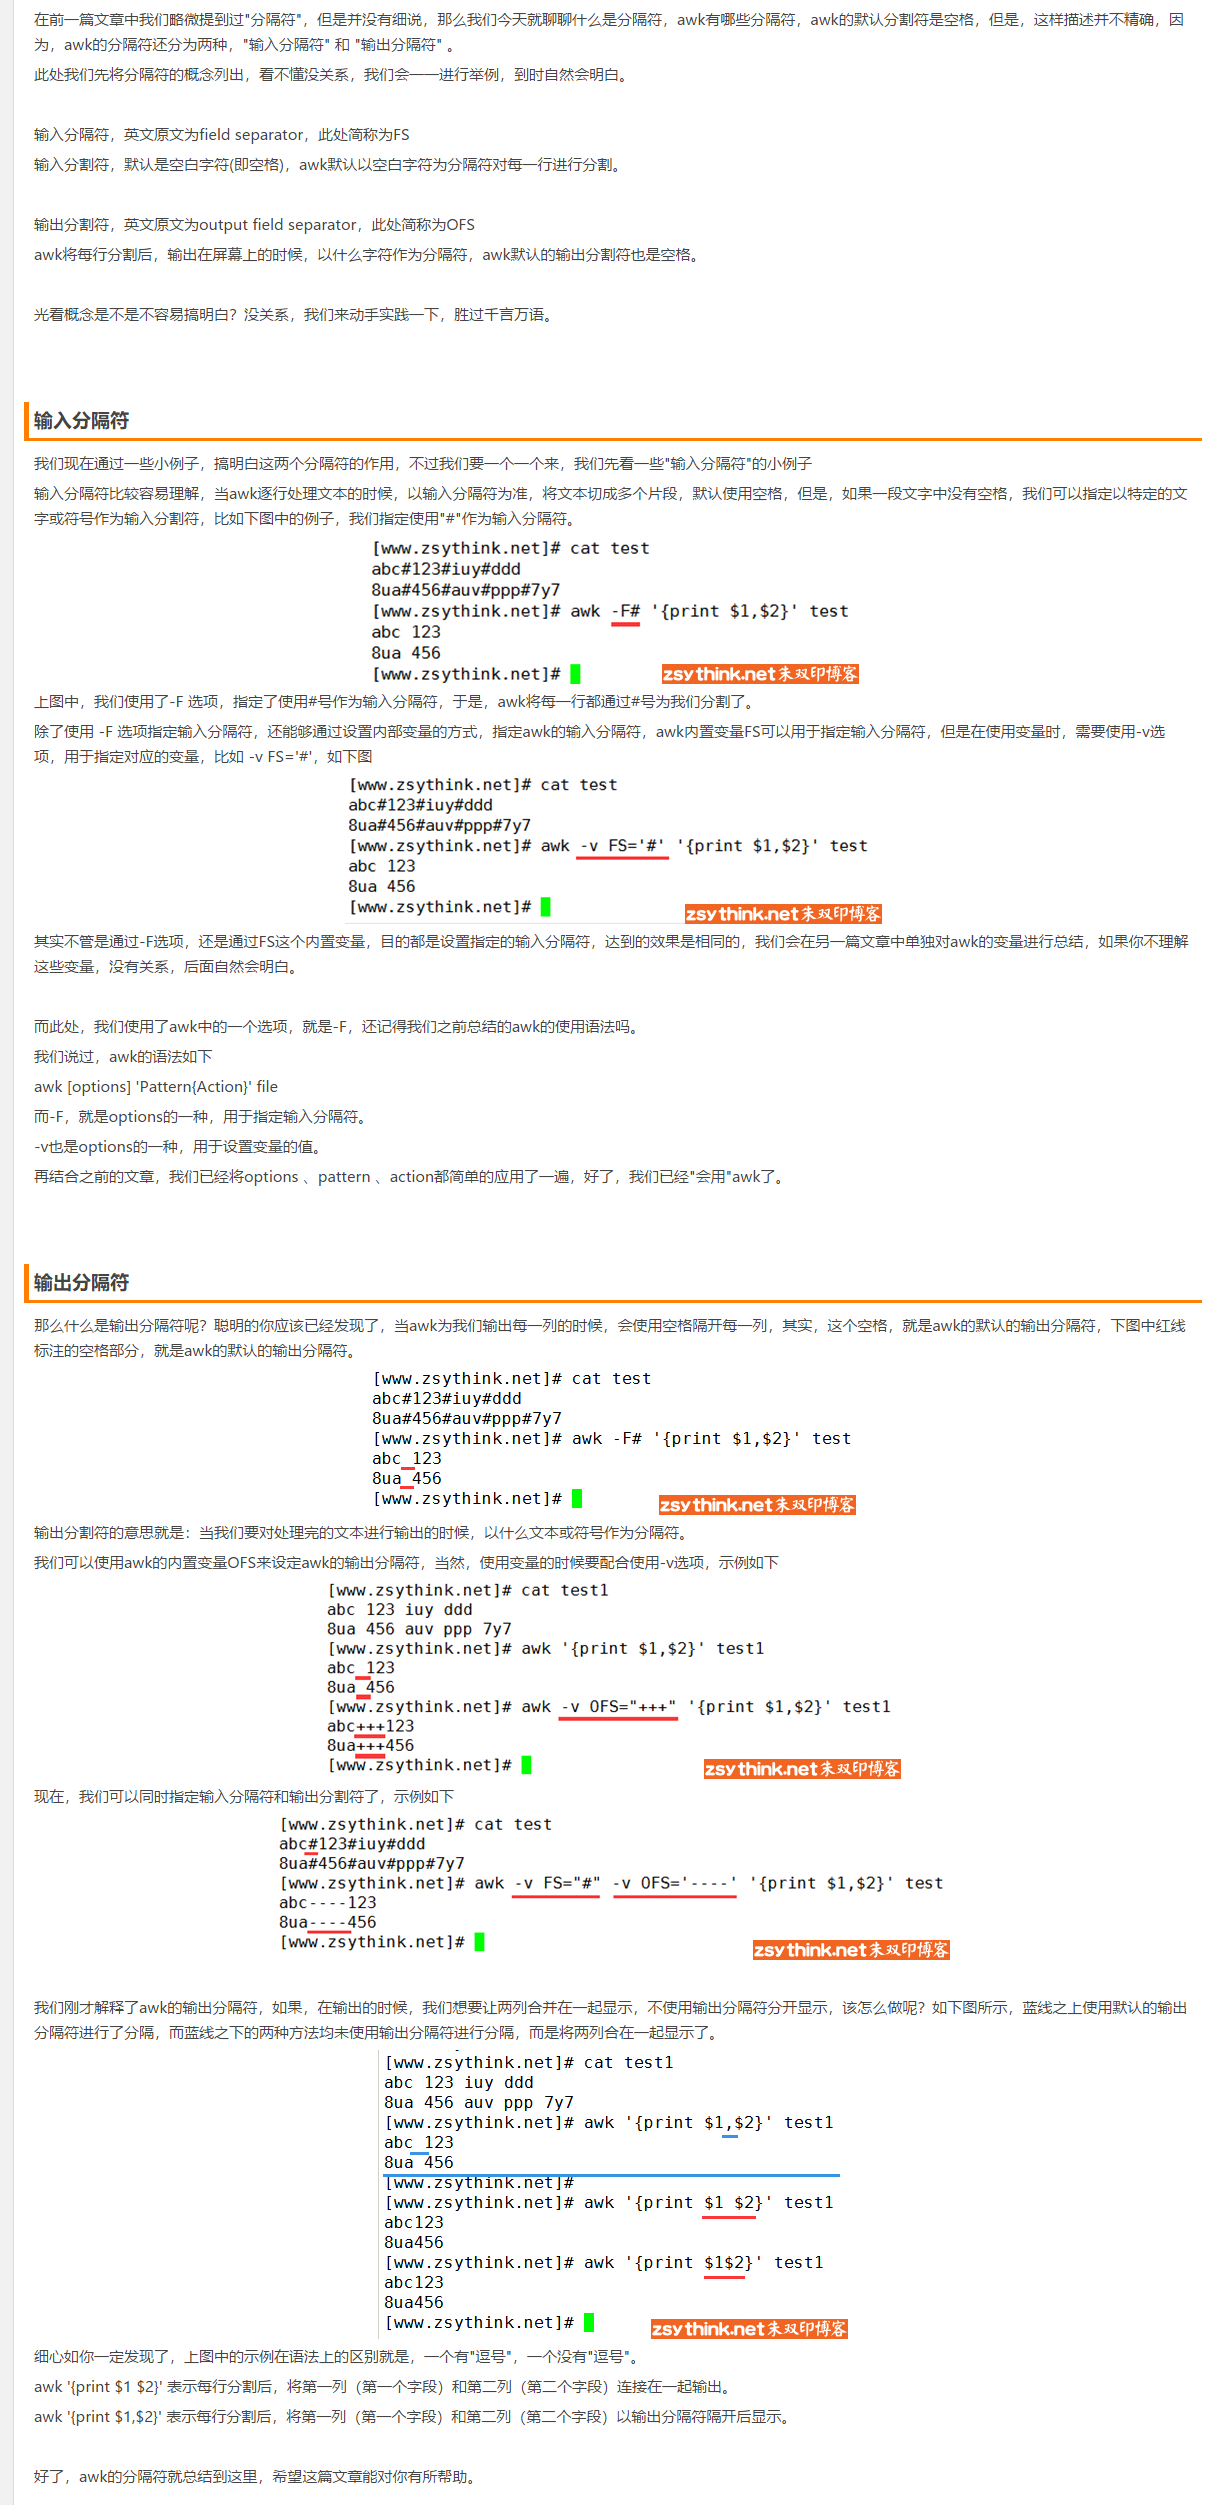 在前一篇文章中我们略微提到过"分隔符"，但是并没有细说，那么我们今天就聊聊什么是分隔符，awk有哪些分隔符，awk的默认分割符是空格，但是，这样描述并不精确，因
为，awk的分隔符还分为两种，"输入分隔符" 和 "输出分隔符" 。
此处我们先将分隔符的概念列出，看不懂没关系，我们会一一进行举例，到时自然会明白。
输入分隔符，英文原文为field separator，此处简称为FS
输入分割符，默认是空白字符(即空格)，awk默认以空白字符为分隔符对每一行进行分割。
输出分割符，英文原文为output field separator，此处简称为OFS
awk将每行分割后，输出在屏幕上的时候，以什么字符作为分隔符，awk默认的输出分割符也是空格。
光看概念是不是不容易搞明白？没关系，我们来动手实践一下，胜过千言万语。
输入分隔符
我们现在通过一些小例子，搞明白这两个分隔符的作用，不过我们要一个一个来，我们先看一些"输入分隔符"的小例子
输入分隔符比较容易理解，当awk逐行处理文本的时候，以输入分隔符为准，将文本切成多个片段，默认使用空格，但是，如果一段文字中没有空格，我们可以指定以特定的文
字或符号作为输入分割符，比如下图中的例子，我们指定使用"#"作为输入分隔符。
[www.zsythink.net]# cat test
abc#123#iuy#ddd
8ua#456#auv#ppp#7y7
[www.zsythink.net]# awk -F# '{print $1,$2}' test
abc 123
8ua 456
[www.zsythink.net]#
zsythink.net朱双印博客
上图中，我们使用了-F 选项，指定了使用#号作为输入分隔符，于是，awk将每一行都通过#号为我们分割了。
除了使用 -F 选项指定输入分隔符，还能够通过设置内部变量的方式，指定awk的输入分隔符，awk内置变量FS可以用于指定输入分隔符，但是在使用变量时，需要使用-v选
项，用于指定对应的变量，比如 -v FS='#'，如下图
[www.zsythink.net]# cat test
abc#123#iuy#ddd
8ua#456#auv#ppp#7y7
[www.zsythink.net]# awk -v FS='#' '{print $1,$2}' test
abc 123
8ua 456
[www.zsythink.net]#
zsythink.net朱双印博客
其实不管是通过-F选项，还是通过FS这个内置变量，目的都是设置指定的输入分隔符，达到的效果是相同的，我们会在另一篇文章中单独对awk的变量进行总结，如果你不理解
这些变量，没有关系，后面自然会明白。
而此处，我们使用了awk中的一个选项，就是-F，还记得我们之前总结的awk的使用语法吗。
我们说过，awk的语法如下
awk [options] 'Pattern{Action}' file
而-F，就是options的一种，用于指定输入分隔符。
-v也是options的一种，用于设置变量的值。
再结合之前的文章，我们已经将options 、pattern 、action都简单的应用了一遍，好了，我们已经"会用"awk了。
输出分隔符
那么什么是输出分隔符呢？聪明的你应该已经发现了，当awk为我们输出每一列的时候，会使用空格隔开每一列，其实，这个空格，就是awk的默认的输出分隔符，下图中红线
标注的空格部分，就是awk的默认的输出分隔符。
[www.zsythink.net]# cat test
abc#123#iuy#ddd
8ua#456#auv#ppp#7y7
[www.zsythink.net]# awk -F# '{print $1,$2}' test
abc 123
8ua 456
[www.zsythink.net]#
zsythink.net朱双印博客
输出分割符的意思就是：当我们要对处理完的文本进行输出的时候，以什么文本或符号作为分隔符。
我们可以使用awk的内置变量OFS来设定awk的输出分隔符，当然，使用变量的时候要配合使用-v选项，示例如下
[www.zsythink.net]# cat test1
abc 123 iuy ddd
8ua 456 auv ppp 7y7
[www.zsythink.net]# awk '{print $1,$2}' test1
abc 123
8ua 456
[www.zsythink.net]# awk -v OFS="+++" '{print $1,$2}' test1
abc+++123
8ua+++456
[www.zsythink.net]#
zsythink.net朱双印博客
现在，我们可以同时指定输入分隔符和输出分割符了，示例如下
[www.zsythink.net]# cat test
abc#123#iuy#ddd
8ua#456#auv#ppp#7y7
[www.zsythink.net]# awk -v FS="#" -v OFS='----' '{print $1,$2}' test
abc----123
8ua----456
[www.zsythink.net]#
zsythink.net朱双印博客
我们刚才解释了awk的输出分隔符，如果，在输出的时候，我们想要让两列合并在一起显示，不使用输出分隔符分开显示，该怎么做呢？如下图所示，蓝线之上使用默认的输出
分隔符进行了分隔，而蓝线之下的两种方法均未使用输出分隔符进行分隔，而是将两列合在一起显示了。
[www.zsythink.net]# cat test1
abc 123 iuy ddd
8ua 456 auv ppp 7y7
[www.zsythink.net]# awk '{print $1,$2}' test1
abc 123
8ua 456
[www.zsythink.net]#
[www.zsythink.net]# awk '{print $1 $2}' test1
abc123
8ua456
[www.zsythink.net]# awk '{print $1$2}' test1
abc123
8ua456
[www.zsythink.net]#
zsythink.net朱双印博客
细心如你一定发现了，上图中的示例在语法上的区别就是，一个有"逗号"，一个没有"逗号"。
awk '{print $1 $2}' 表示每行分割后，将第一列（第一个字段）和第二列（第二个字段）连接在一起输出。
awk '{print $1,$2}' 表示每行分割后，将第一列（第一个字段）和第二列（第二个字段）以输出分隔符隔开后显示。
好了，awk的分隔符就总结到这里，希望这篇文章能对你有所帮助。